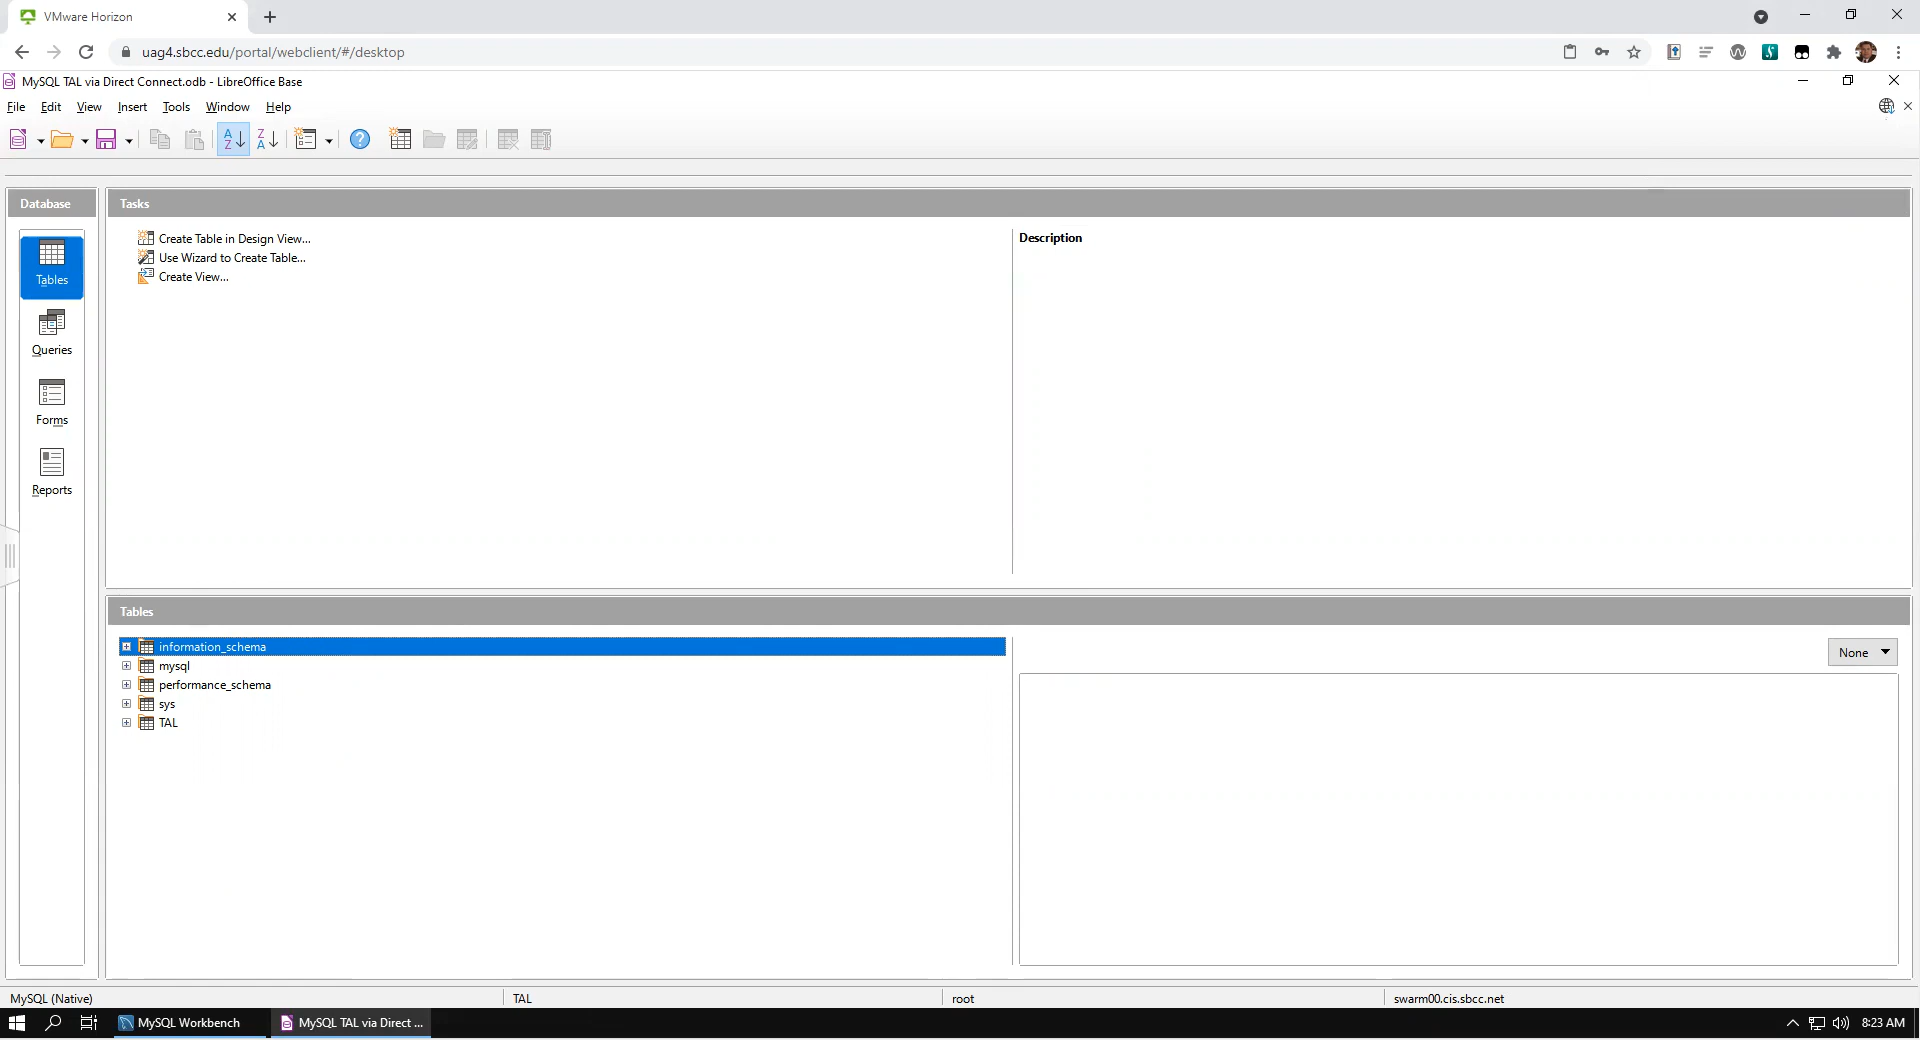 VMware Horizon
uag4.sbcc.edu/portal/webclient/#/desktop
MySQL TAL via Direct Connect.odb - LibreOffice Base
File Edit View Insert Tools Window Help
Database
Tasks
Tables
Queries
Forms
Reports
Create Table in Design View...
Use Wizard to Create Table...
Create View...
Description
Tables
information_schema
mysql
performance_schema
sys
TAL
None
MySQL (Native) TAL root swarm00.cis.sbcc.net
MySQL Workbench MySQL TAL via Direct ... 8:23 AM